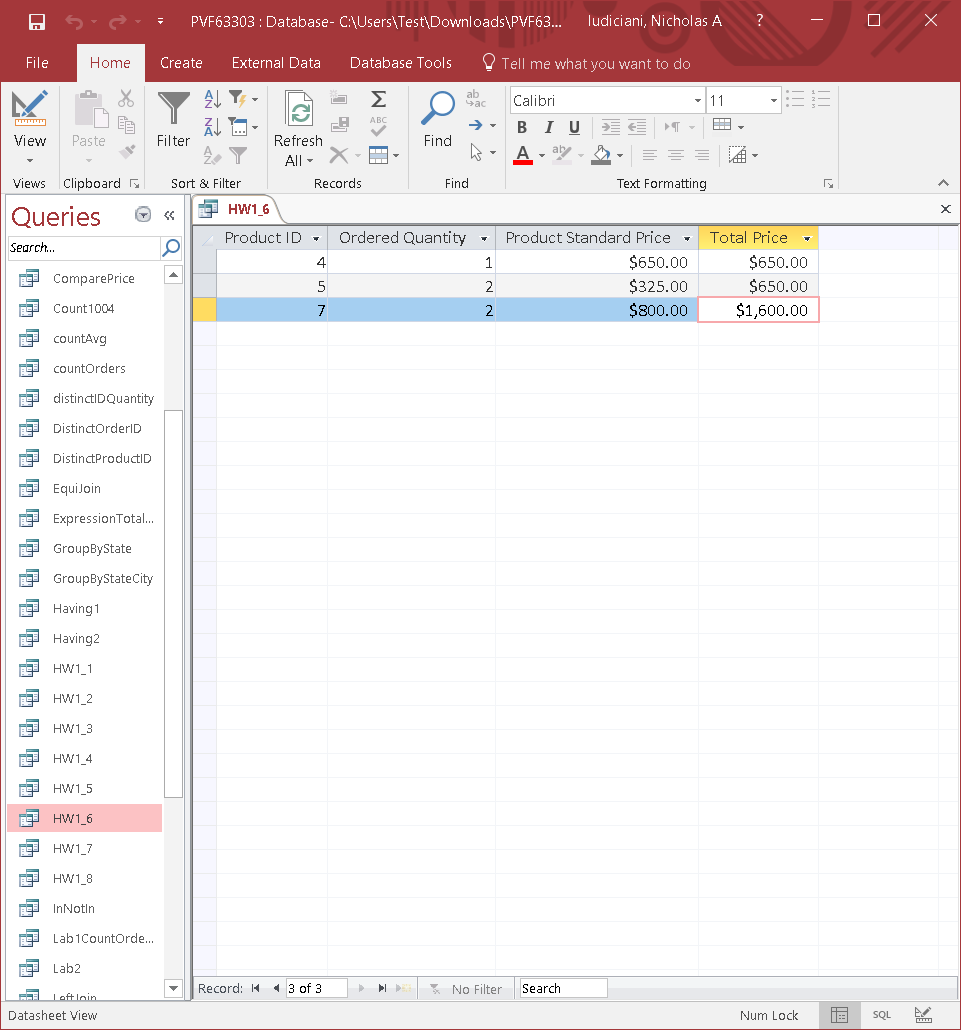 PVF63303 : Database- C:\Users\Test\Downloads\PVF63... Iudiciani, Nicholas A ?
File Home Create External Data Database Tools Tell me what you want to do
View
Views
Paste
Clipboard
Filter
Sort & Filter
Refresh
All
Records
Find
Find
Calibri 11
B I U
Text Formatting
Queries
Search...
ComparePrice
Count1004
countAvg
countOrders
distinctIDQuantity
DistinctOrderID
DistinctProductID
EquiJoin
ExpressionTotal...
GroupByState
GroupByStateCity
Having1
Having2
HW1_1
HW1_2
HW1_3
HW1_4
HW1_5
HW1_6
HW1_7
HW1_8
InNotIn
Lab1CountOrde...
Lab2
LeftJoin
HW1_6
Product ID Ordered Quantity Product Standard Price Total Price
4 1 $650.00 $650.00
5 2 $325.00 $650.00
7 2 $800.00 $1,600.00
Record: 3 of 3 No Filter Search
Datasheet View Num Lock SQL